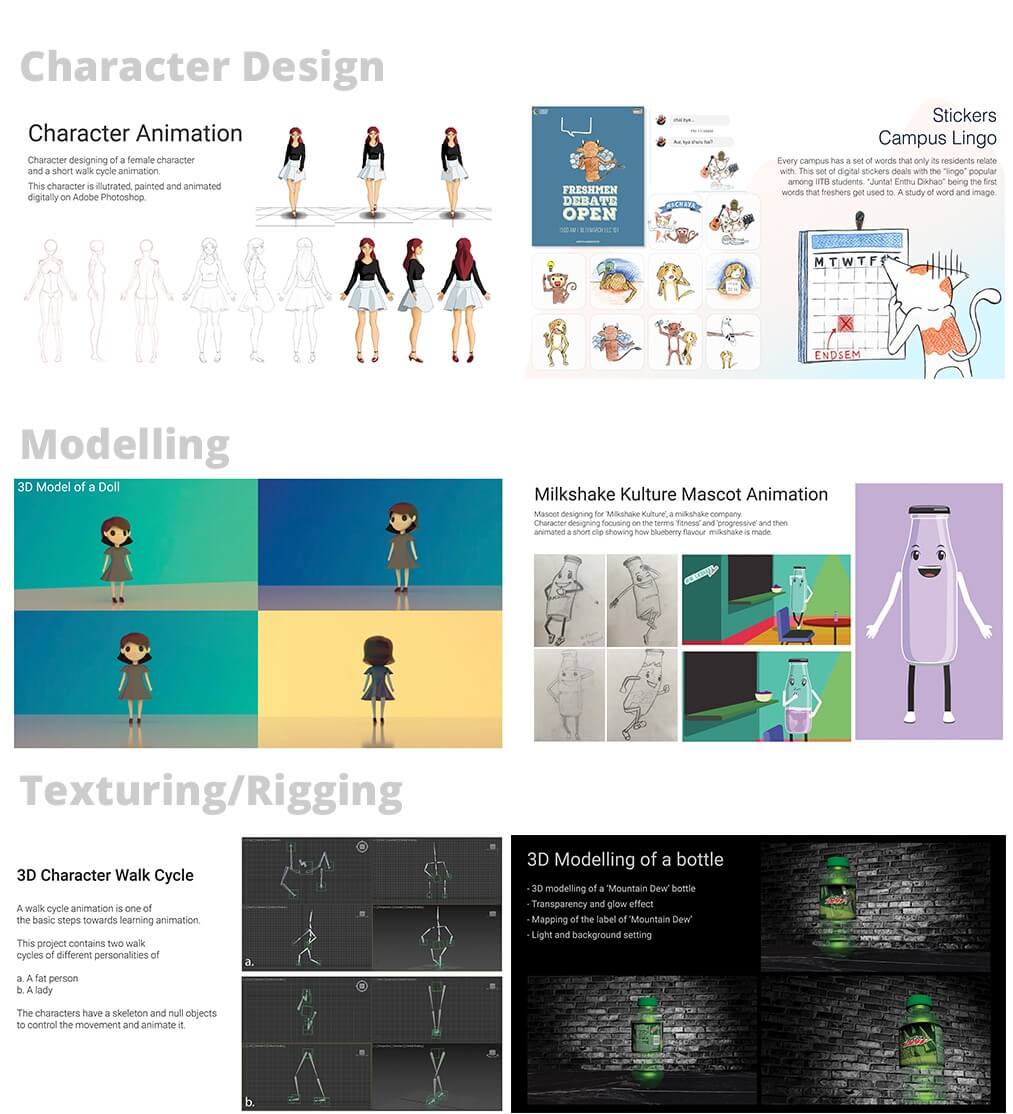 Character Design
Character Animation
Character designing of a female character
and a short walk cycle animation.
This character is illutrated, painted and animated
digitally on Adobe Photoshop.
FRESHMEN
DEBATE
OPEN
chal bye...
Aur, kya shuru hai?
MACHAYA
Stickers
Campus Lingo
Every campus has a set of words that only its residents relate
with. This set of digital stickers deals with the "lingo" popular
among IITB students. "Junta! Enthu Dikhao" being the first
words that freshers get used to. A study of word and image.
M T W T F S
ENDSEM
Modelling
3D Model of a Doll
Milkshake Kulture Mascot Animation
Mascot designing for 'Milkshake Kulture', a milkshake company.
Character designing focusing on the terms 'fitness' and 'progressive' and then
animated a short clip showing how blueberry flavour milkshake is made.
Texturing/Rigging
3D Character Walk Cycle
A walk cycle animation is one of
the basic steps towards learning animation.
This project contains two walk
cycles of different personalities of
a. A fat person
b. A lady
The characters have a skeleton and null objects
to control the movement and animate it.
a.
b.
3D Modelling of a bottle
- 3D modelling of a 'Mountain Dew' bottle
- Transparency and glow effect
- Mapping of the label of 'Mountain Dew'
- Light and background setting